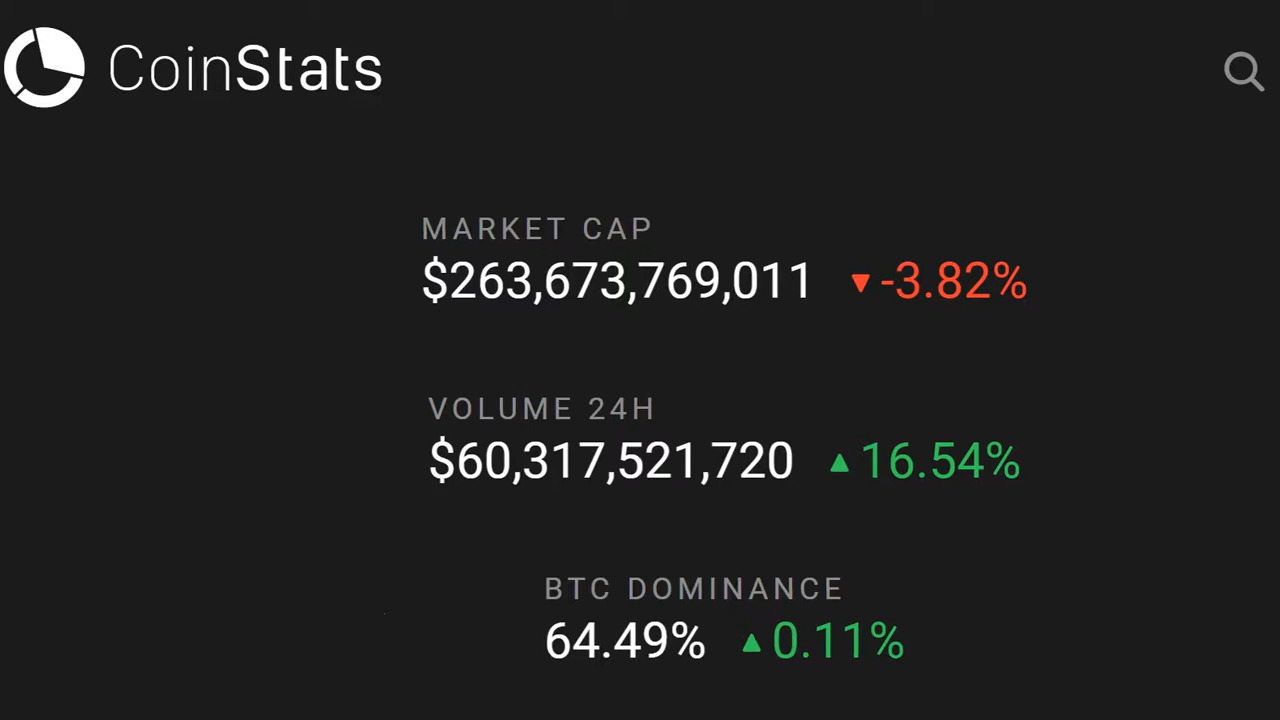 CoinStats
MARKET CAP
$263,673,769,011 ▼-3.82%
VOLUME 24H
$60,317,521,720 ▲16.54%
BTC DOMINANCE
64.49% ▲0.11%